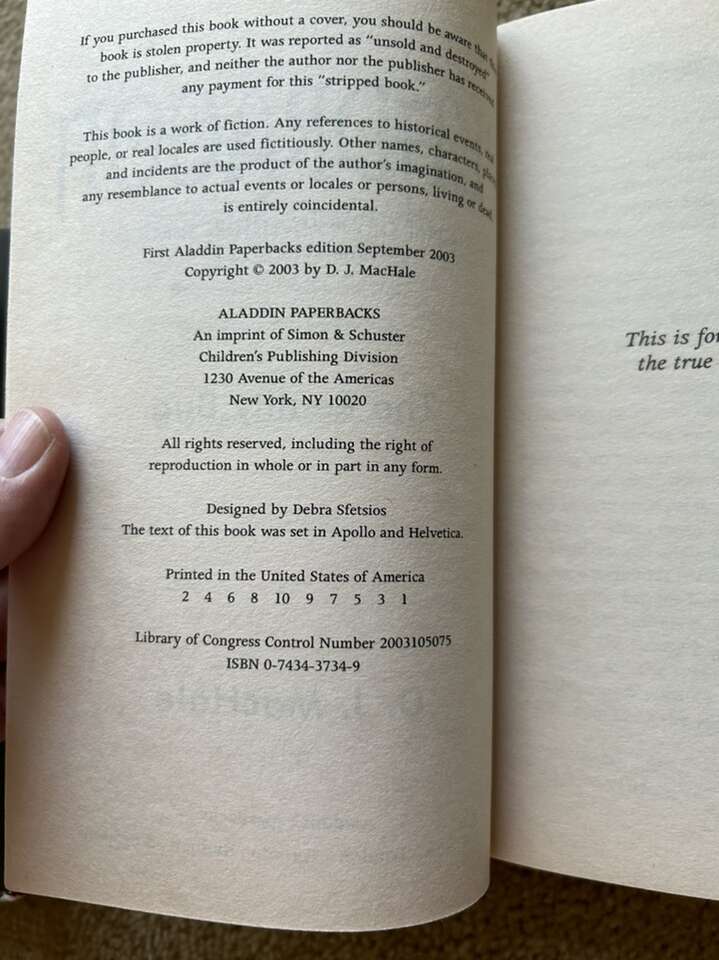 If you purchased this book without a cover, you should be aware that this
book is stolen property. It was reported as "unsold and destroyed"
to the publisher, and neither the author nor the publisher has received
any payment for this "stripped book."
This book is a work of fiction. Any references to historical events, real
people, or real locales are used fictitiously. Other names, characters,
and incidents are the product of the author's imagination, and
any resemblance to actual events or locales or persons, living or dead,
is entirely coincidental.
First Aladdin Paperbacks edition September 2003
Copyright © 2003 by D. J. MacHale
ALADDIN PAPERBACKS
An imprint of Simon & Schuster
Children's Publishing Division
1230 Avenue of the Americas
New York, NY 10020
All rights reserved, including the right of
reproduction in whole or in part in any form.
Designed by Debra Sfetsios
The text of this book was set in Apollo and Helvetica.
Printed in the United States of America
2 4 6 8 10 9 7 5 3 1
Library of Congress Control Number 2003105075
ISBN 0-7434-3734-9
This is for
the true